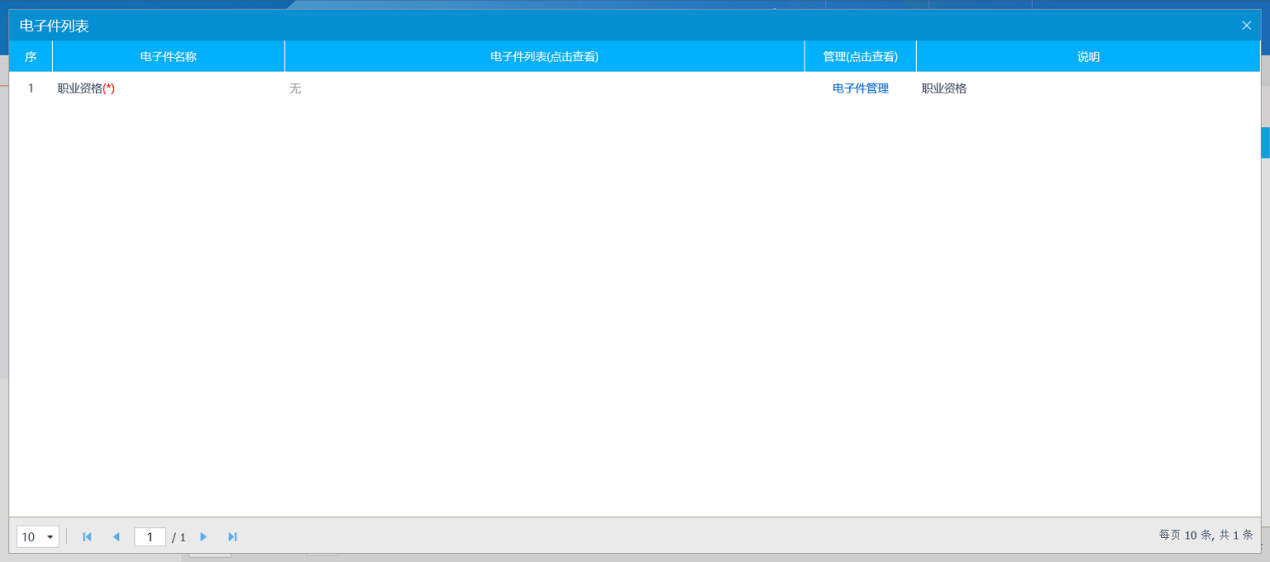 电子件列表
序 电子件名称 电子件列表(点击查看) 管理(点击查看) 说明
1 职业资格(*) 无 电子件管理 职业资格
10 1 / 1 每页 10 条, 共 1 条